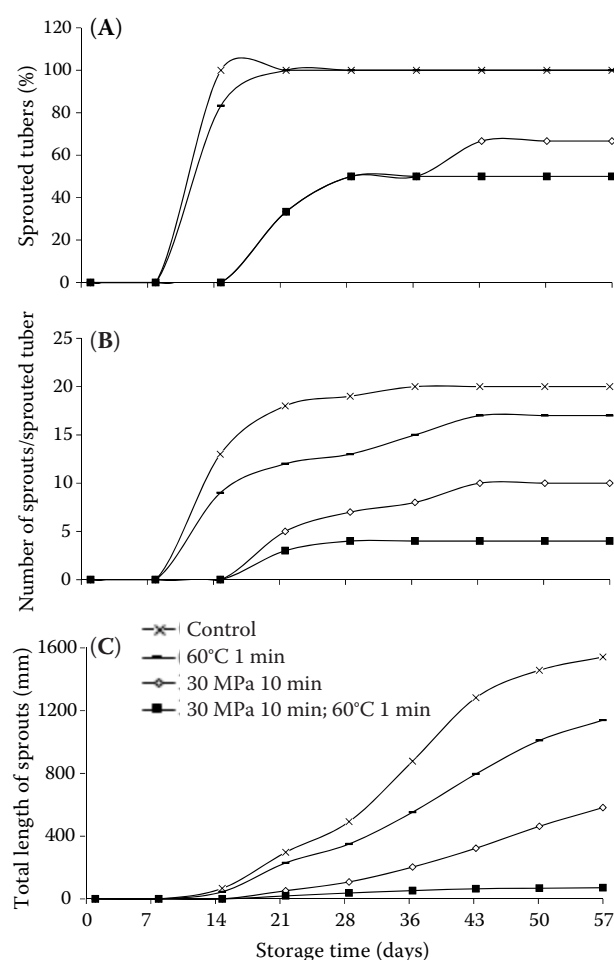 (A)
Sprouted tubers (%)
120
100
80
60
40
20
0
(B)
Number of sprouts/sprouted tuber
25
20
15
10
5
0
(C)
Total length of sprouts (mm)
1600
1200
800
400
0
Control
60°C 1 min
30 MPa 10 min
30 MPa 10 min; 60°C 1 min
0 7 14 21 28 36 43 50 57
Storage time (days)